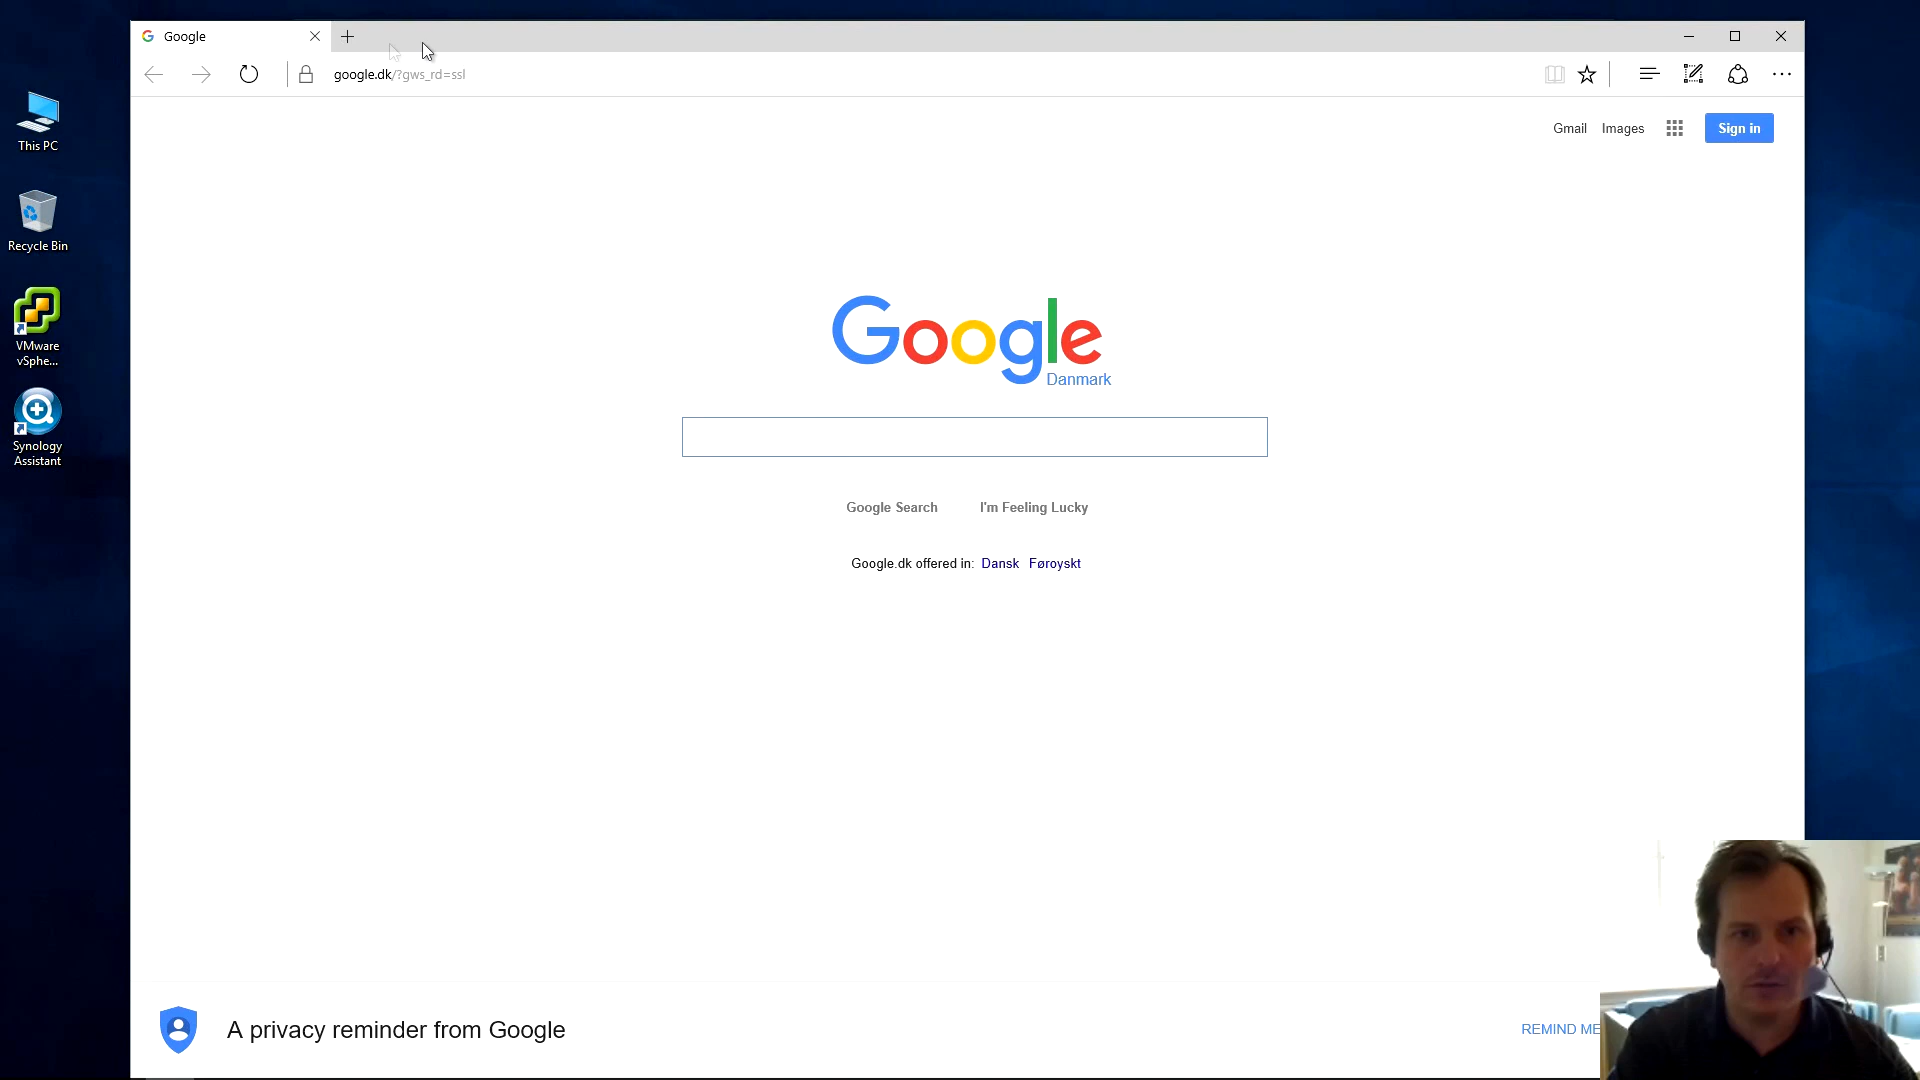 Google
google.dk/?gws_rd=ssl
Gmail Images Sign in
This PC
Recycle Bin
VMware
vSphe...
Synology
Assistant
Google
Danmark
Google Search I'm Feeling Lucky
Google.dk offered in: Dansk Føroyskt
A privacy reminder from Google
REMIND ME